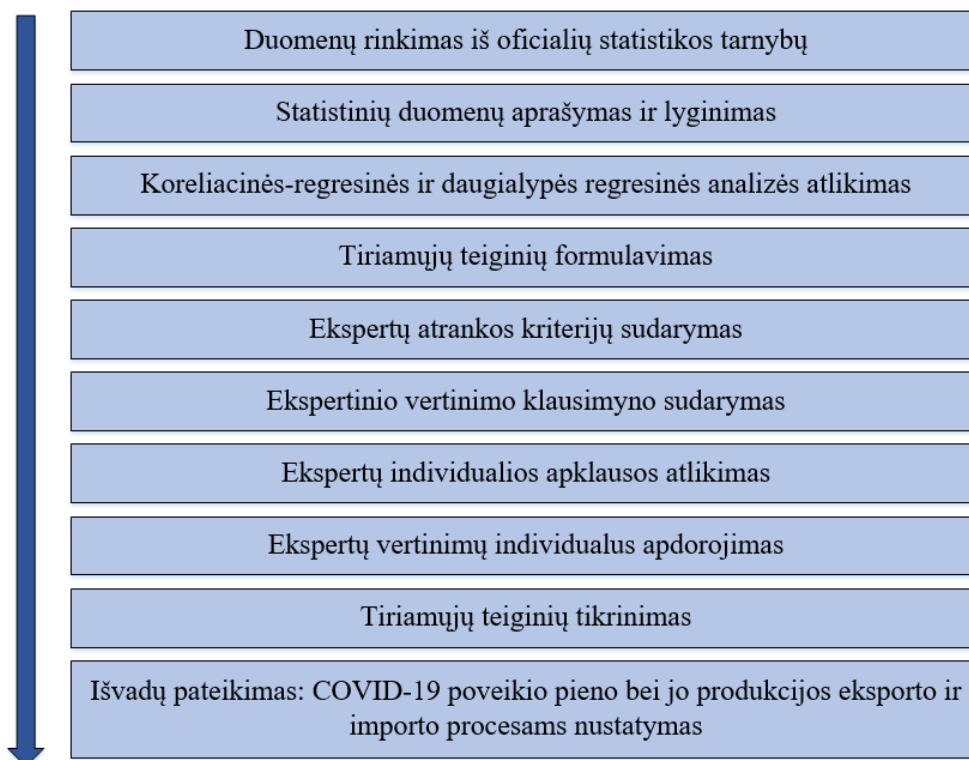 Duomenų rinkimas iš oficialių statistikos tarnybų
Statistinių duomenų aprašymas ir lyginimas
Koreliacinės-regresinės ir daugialypės regresinės analizės atlikimas
Tiriamųjų teiginių formulavimas
Ekspertų atrankos kriterijų sudarymas
Ekspertinio vertinimo klausimyno sudarymas
Ekspertų individualios apklausos atlikimas
Ekspertų vertinimų individualus apdorojimas
Tiriamųjų teiginių tikrinimas
Išvadų pateikimas: COVID-19 poveikio pieno bei jo produkcijos eksporto ir
importo procesams nustatymas